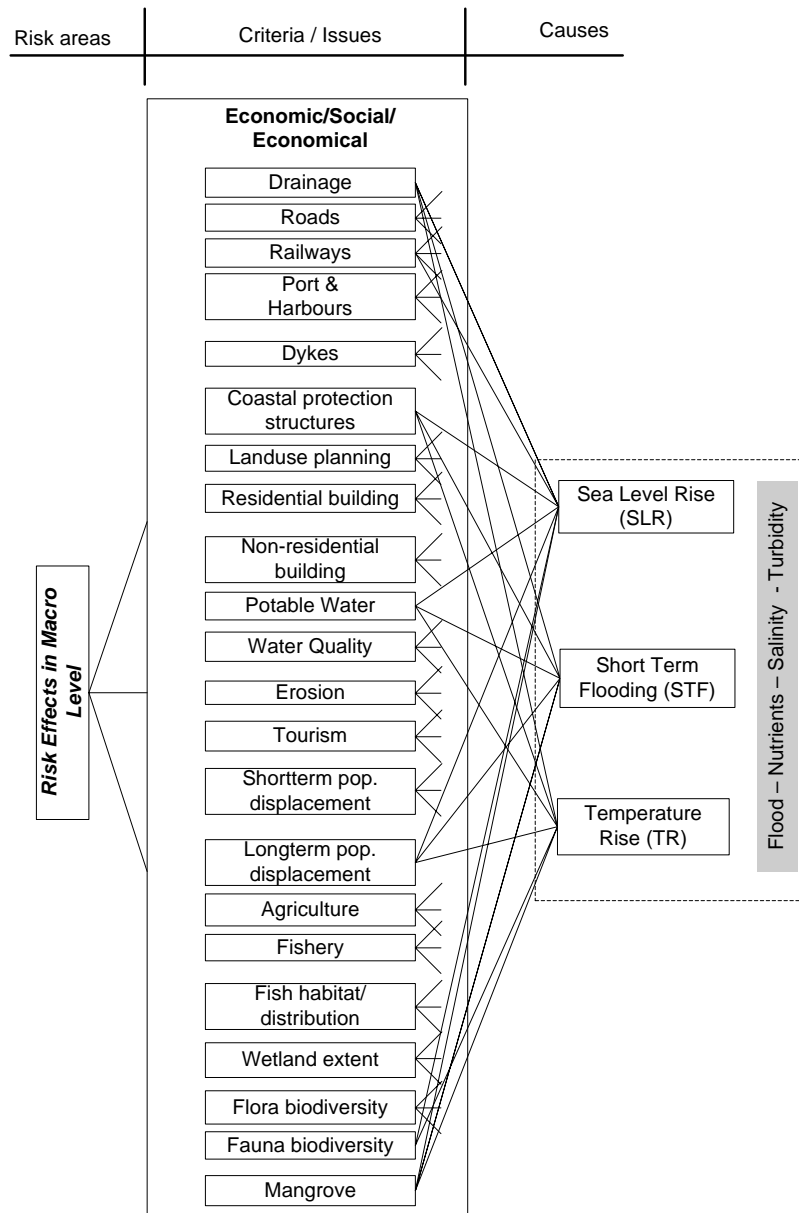 Risk areas
Criteria / Issues
Causes
Economic/Social/
Economical
Drainage
Roads
Railways
Port &
Harbours
Dykes
Coastal protection
structures
Landuse planning
Residential building
Non-residential
building
Potable Water
Water Quality
Erosion
Tourism
Shortterm pop.
displacement
Longterm pop.
displacement
Agriculture
Fishery
Fish habitat/
distribution
Wetland extent
Flora biodiversity
Fauna biodiversity
Mangrove
Risk Effects in Macro
Level
Sea Level Rise
(SLR)
Short Term
Flooding (STF)
Temperature
Rise (TR)
Flood – Nutrients – Salinity - Turbidity